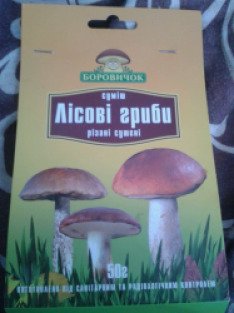 БОРОВИЧОК
суміш
Лісові гриби
різані сушені
50г
ВИГОТОВЛЕНО ПІД САНІТАРНИМ ТА РАДІОЛОГІЧНИМ КОНТРОЛЕМ